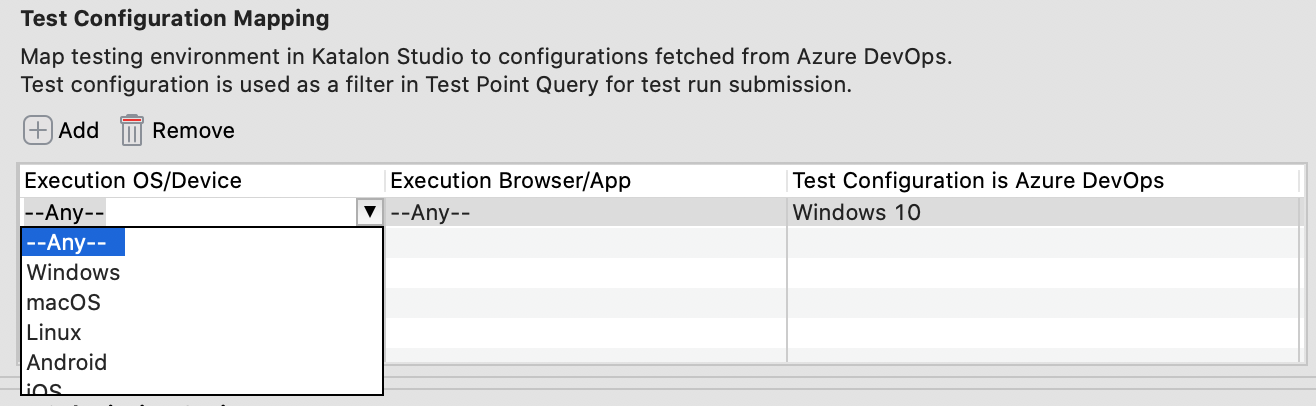 Test Configuration Mapping
Map testing environment in Katalon Studio to configurations fetched from Azure DevOps.
Test configuration is used as a filter in Test Point Query for test run submission.
Add Remove
Execution OS/Device Execution Browser/App Test Configuration is Azure DevOps
--Any-- --Any-- Windows 10
--Any--
Windows
macOS
Linux
Android
iOS